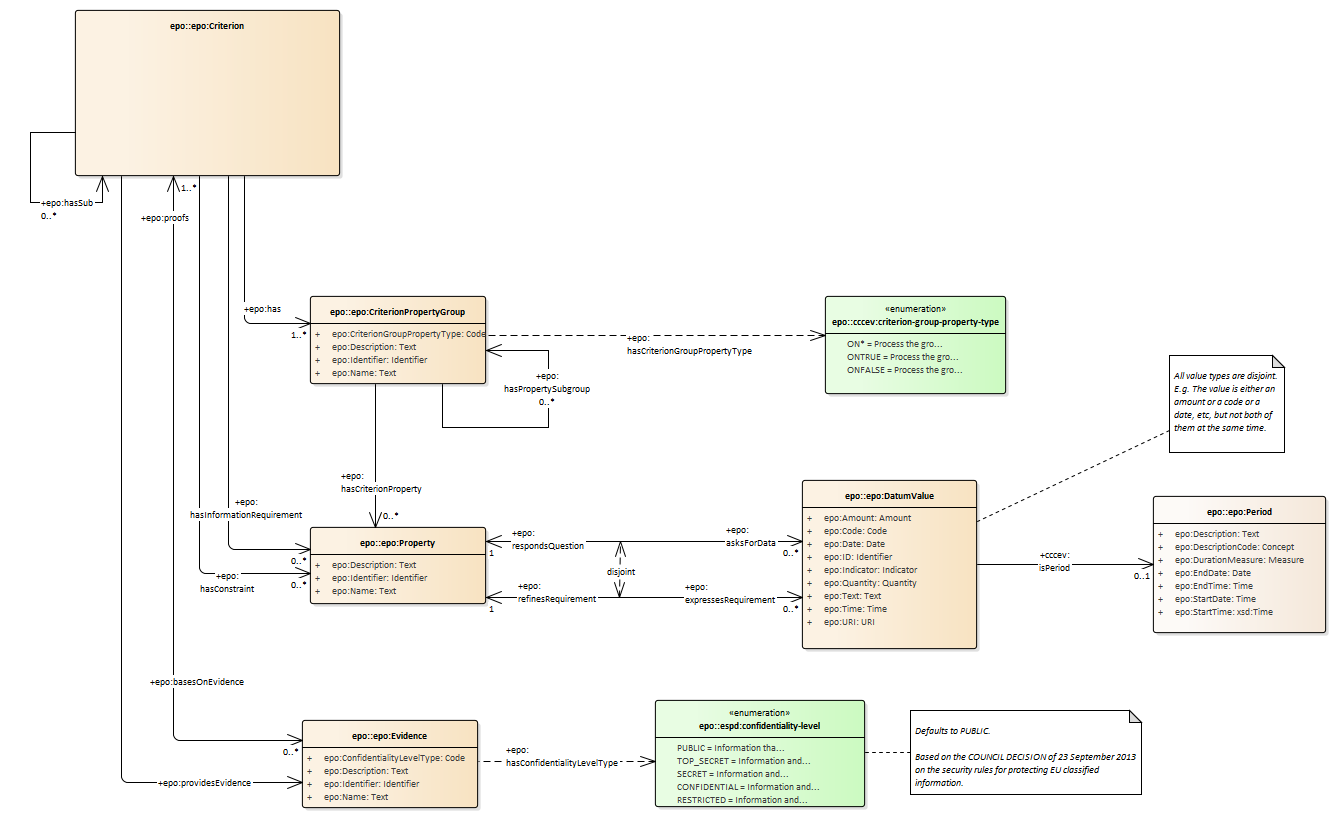 epo::epo:Criterion
+epo:hasSub
0..*
+epo:proofs
1..*
+epo:has
1..*
epo::epo:CriterionPropertyGroup
+ epo:CriterionGroupPropertyType: Code
+ epo:Description: Text
+ epo:Identifier: Identifier
+ epo:Name: Text
+epo:
hasCriterionGroupPropertyType
«enumeration»
epo::cccev:criterion-group-property-type
ON* = Process the gro...
ONTRUE = Process the gro...
ONFALSE = Process the gro...
+epo:
hasPropertySubgroup
0..*
All value types are disjoint.
E.g. The value is either an
amount or a code or a
date, etc, but not both of
them at the same time.
+epo:
hasCriterionProperty
0..*
+epo:
hasInformationRequirement
0..*
+epo:
hasConstraint
0..*
epo::epo:Property
+ epo:Description: Text
+ epo:Identifier: Identifier
+ epo:Name: Text
+epo:
respondsQuestion
1
+epo:
asksForData
0..*
disjoint
+epo:
refinesRequirement
1
+epo:
expressesRequirement
0..*
epo::epo:DatumValue
+ epo:Amount: Amount
+ epo:Code: Code
+ epo:Date: Date
+ epo:ID: Identifier
+ epo:Indicator: Indicator
+ epo:Quantity: Quantity
+ epo:Text: Text
+ epo:Time: Time
+ epo:URI: URI
+cccev:
isPeriod
0..1
epo::epo:Period
+ epo:Description: Text
+ epo:DescriptionCode: Concept
+ epo:DurationMeasure: Measure
+ epo:EndDate: Date
+ epo:EndTime: Time
+ epo:StartDate: Time
+ epo:StartTime: xsd:Time
+epo:basesOnEvidence
0..*
+epo:providesEvidence
epo::epo:Evidence
+ epo:ConfidentialityLevelType: Code
+ epo:Description: Text
+ epo:Identifier: Identifier
+ epo:Name: Text
+epo:
hasConfidentialityLevelType
«enumeration»
epo::espd:confidentiality-level
PUBLIC = Information tha...
TOP_SECRET = Information and...
SECRET = Information and...
CONFIDENTIAL = Information and...
RESTRICTED = Information and...
Defaults to PUBLIC.
Based on the COUNCIL DECISION of 23 September 2013
on the security rules for protecting EU classified
information.